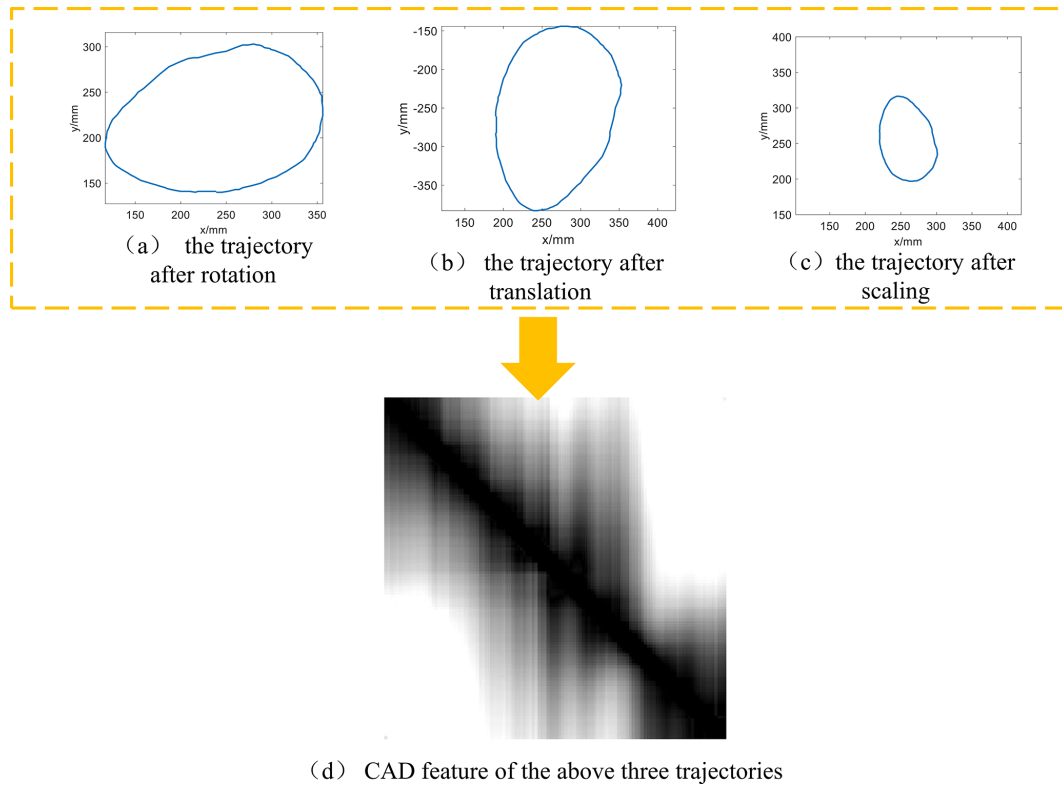 300
250
200
150
y/mm
150
200
250
300
350
x/mm
（a） the trajectory
after rotation
-150
-200
-250
-300
-350
y/mm
150
200
250
300
350
400
x/mm
（b） the trajectory after
translation
400
350
300
250
200
150
y/mm
150
200
250
300
350
400
x/mm
（c）the trajectory after
scaling
（d） CAD feature of the above three trajectories